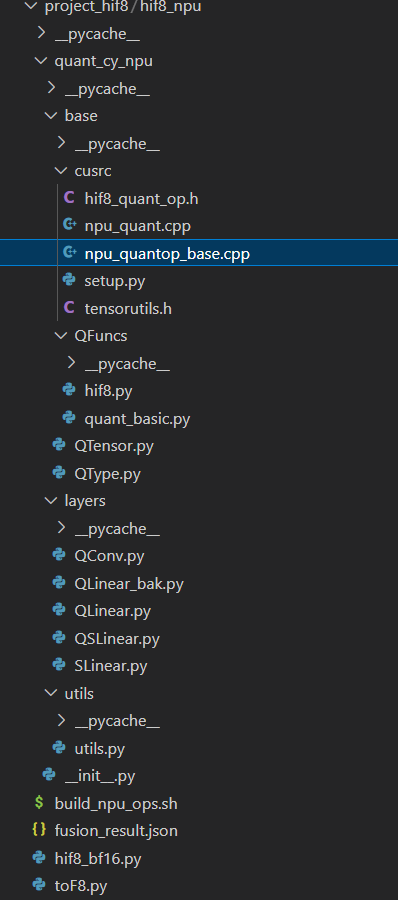 project_hif8 / hif8_npu
__pycache__
quant_cy_npu
__pycache__
base
__pycache__
cusrc
C hif8_quant_op.h
C++ npu_quant.cpp
C++ npu_quantop_base.cpp
setup.py
C tensorutils.h
QFuncs
__pycache__
hif8.py
quant_basic.py
QTensor.py
QType.py
layers
__pycache__
QConv.py
QLinear_bak.py
QLinear.py
QSLinear.py
SLinear.py
utils
__pycache__
utils.py
__init__.py
$ build_npu_ops.sh
{} fusion_result.json
hif8_bf16.py
toF8.py